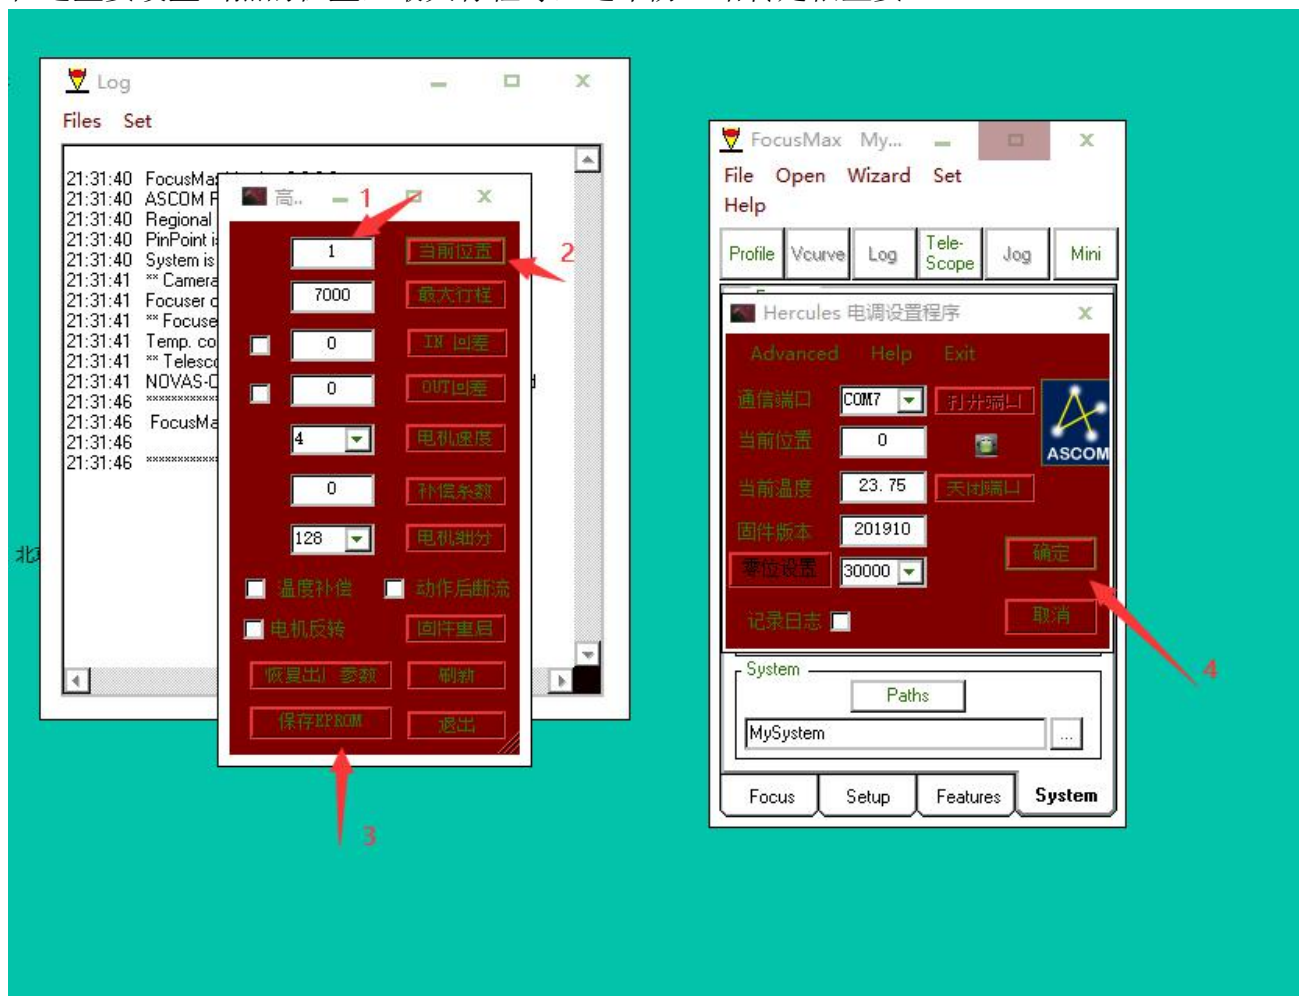 Log
Files Set
21:31:40 FocusMa
21:31:40 ASCOM F
21:31:40 Regional
21:31:40 PinPoint i
21:31:40 System is
21:31:41 ** Camera
21:31:41 Focuser c
21:31:41 ** Focuse
21:31:41 Temp. co
21:31:41 ** Telesco
21:31:41 NOVAS-C
21:31:46 ************
21:31:46 FocusMa
21:31:46
21:31:46 ************
北
高..
1
1 当前位置
2
7000 最大行程
0 IN 回差
0 OUT回差
4 电机速度
0 补偿系数
128 电机细分
温度补偿 动作后断流
电机反转 固件重启
恢复出厂参数 刷新
保存EPROM 退出
3
FocusMax My...
File Open Wizard Set
Help
Profile Vcurve Log Tele-Scope Jog Mini
Hercules 电调设置程序
Advanced Help Exit
通信端口 COM7 打开端口
当前位置 0
ASCOM
当前温度 23.75 关闭端口
固件版本 201910
确定
零位设置 30000
记录日志 取消
4
System
Paths
MySystem ...
Focus Setup Features System